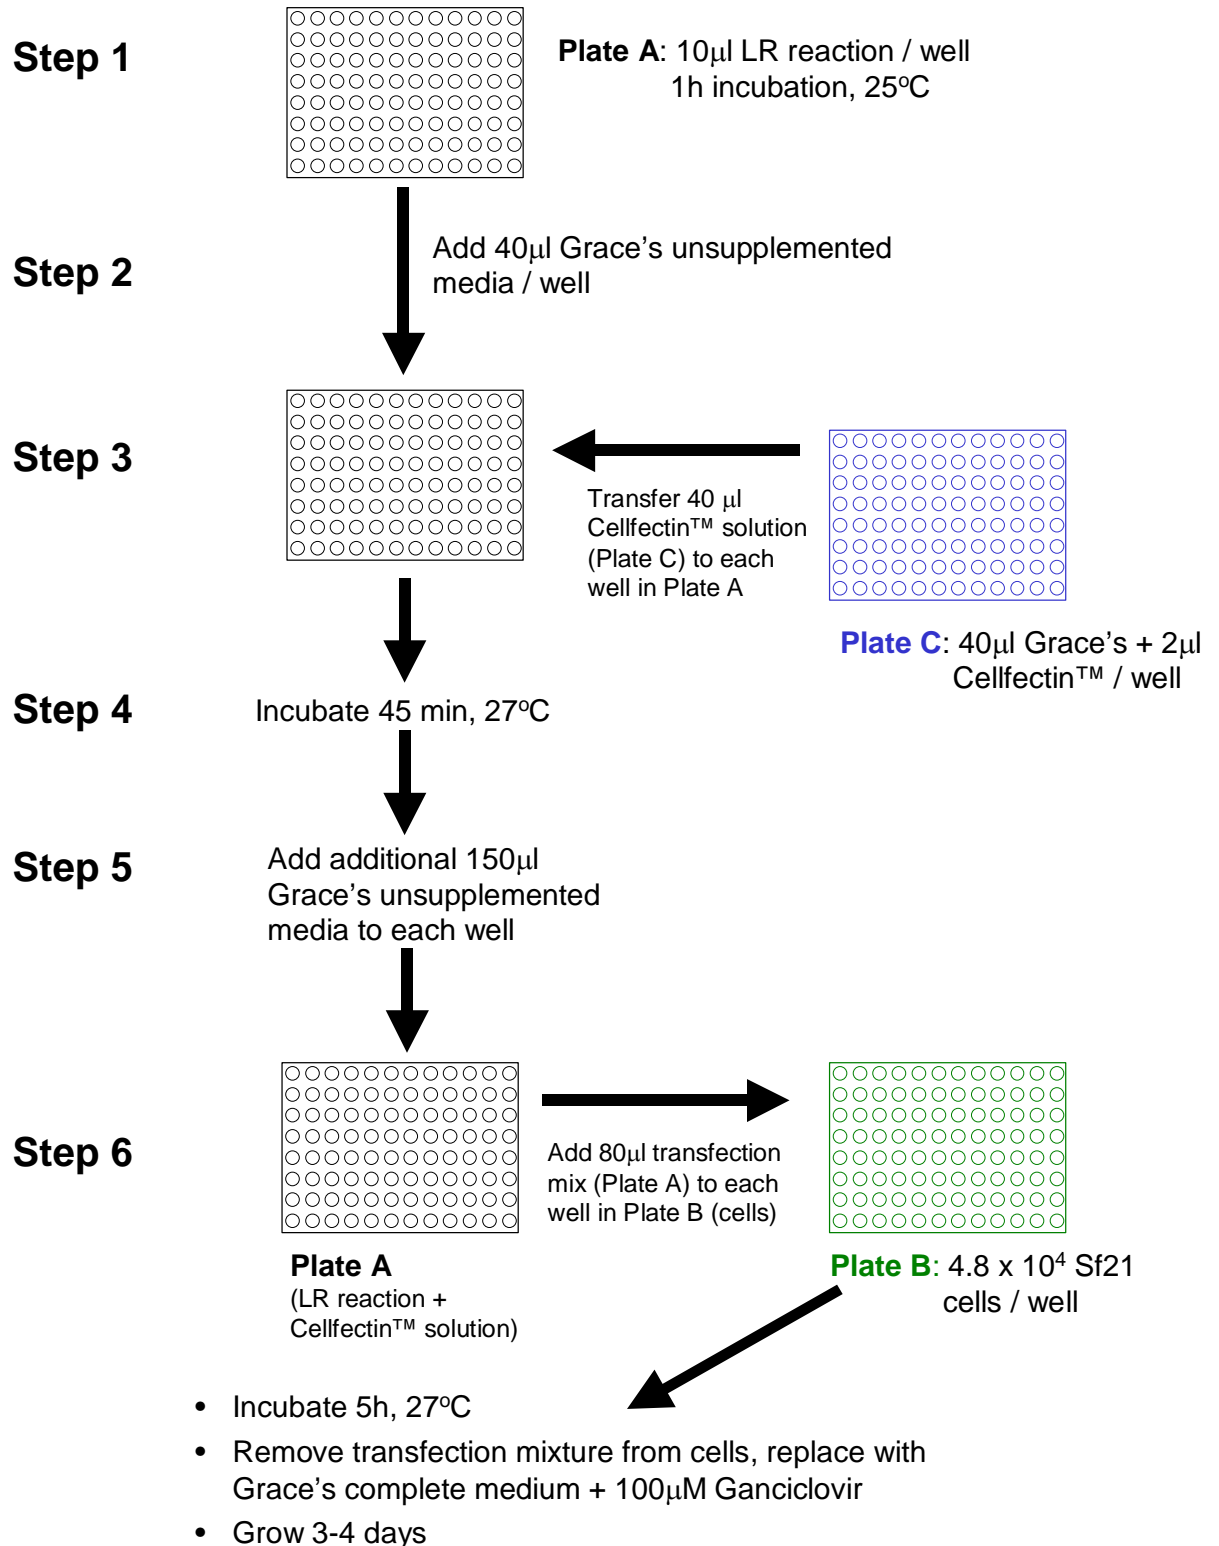 Step 1
Plate A: 10μl LR reaction / well
1h incubation, 25ºC
Step 2
Add 40μl Grace’s unsupplemented
media / well
Step 3
Transfer 40 μl
Cellfectin™ solution
(Plate C) to each
well in Plate A
Plate C: 40μl Grace’s + 2μl
Cellfectin™ / well
Step 4
Incubate 45 min, 27ºC
Step 5
Add additional 150μl
Grace’s unsupplemented
media to each well
Step 6
Add 80μl transfection
mix (Plate A) to each
well in Plate B (cells)
Plate A
(LR reaction +
Cellfectin™ solution)
Plate B: 4.8 x 10⁴ Sf21
cells / well
• Incubate 5h, 27ºC
• Remove transfection mixture from cells, replace with
Grace’s complete medium + 100μM Ganciclovir
• Grow 3-4 days